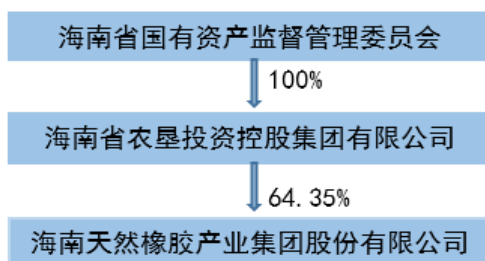 海南省国有资产监督管理委员会
100%
海南省农垦投资控股集团有限公司
64.35%
海南天然橡胶产业集团股份有限公司